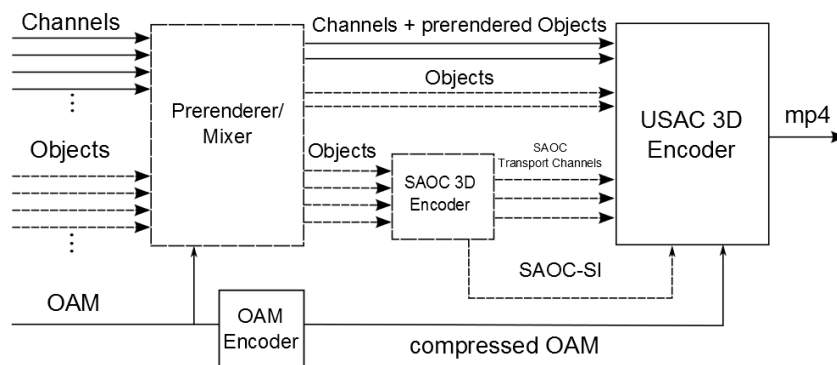 Channels
Channels + prerendered Objects
Objects
Prerenderer/
Mixer
USAC 3D
Encoder
mp4
Objects
Objects
SAOC
Transport Channels
SAOC 3D
Encoder
SAOC-SI
OAM
OAM
Encoder
compressed OAM